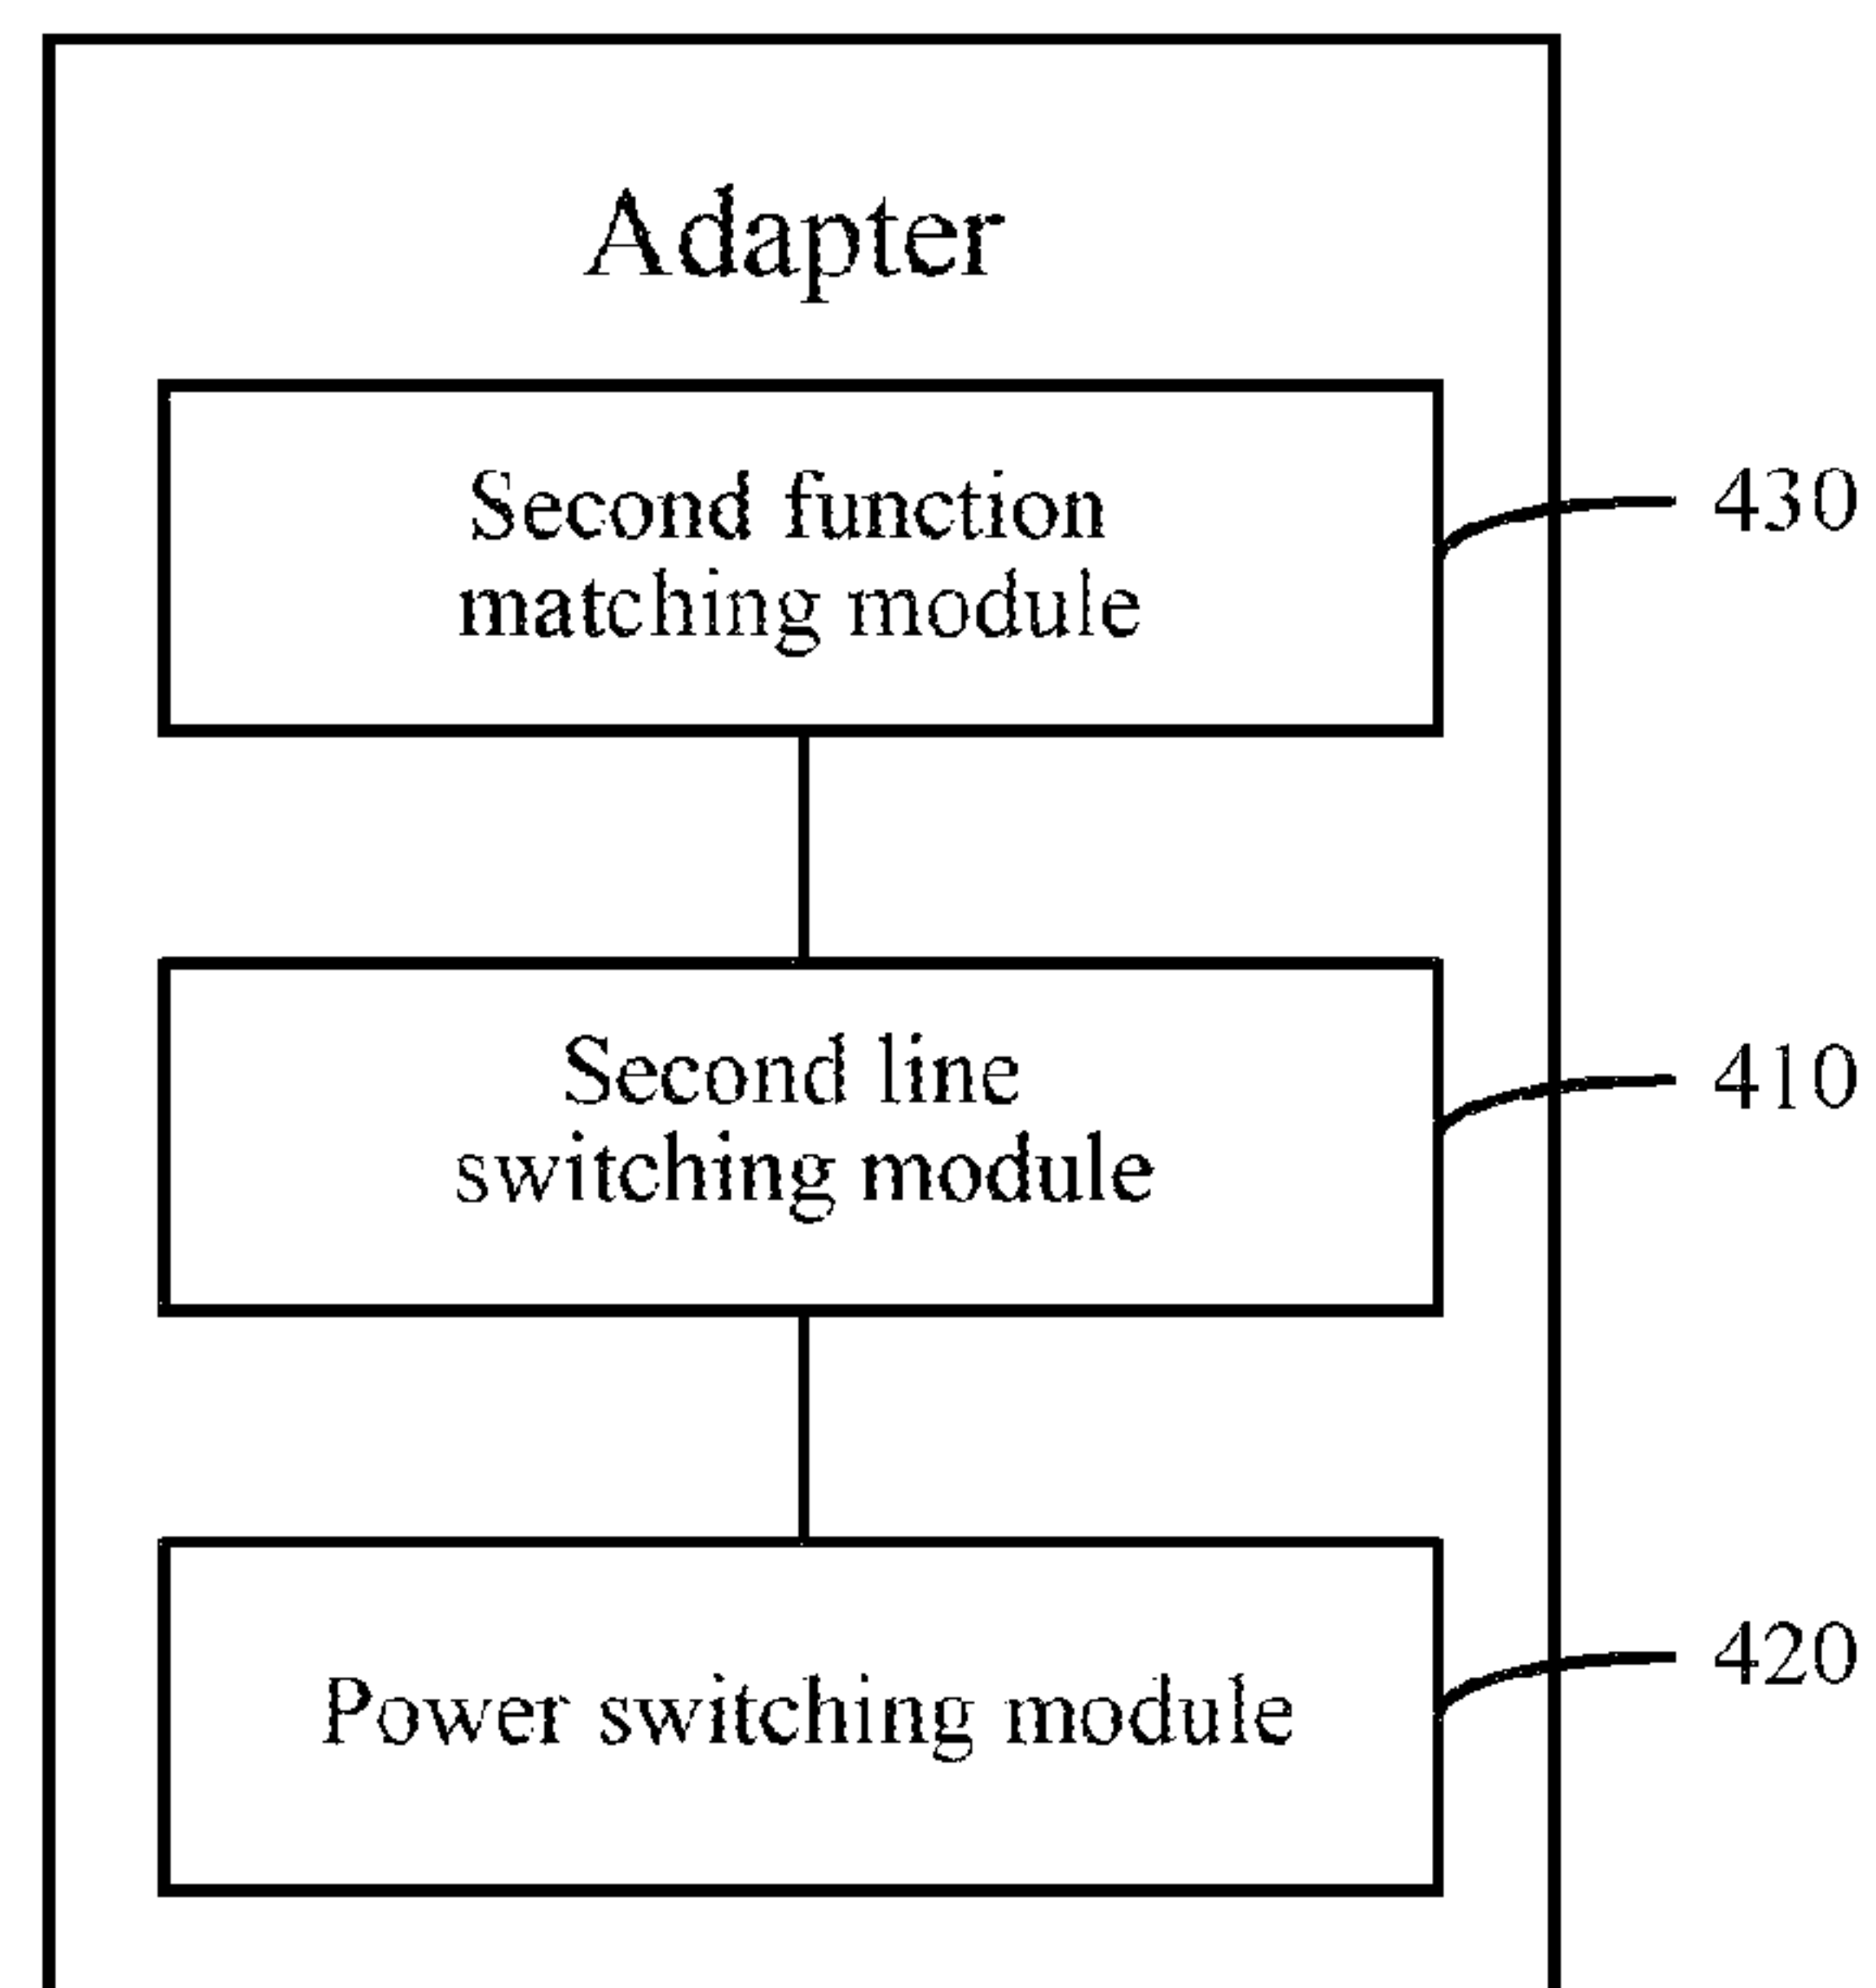 Adapter
Second function
matching module
430
Second line
switching module
410
Power switching module
420